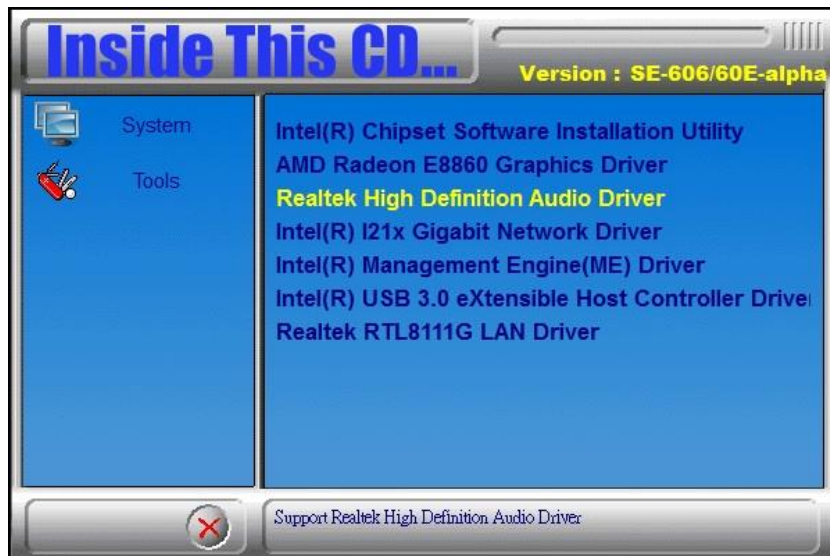 Inside This CD...
Version : SE-606/60E-alpha
System
Tools
Intel(R) Chipset Software Installation Utility
AMD Radeon E8860 Graphics Driver
Realtek High Definition Audio Driver
Intel(R) I21x Gigabit Network Driver
Intel(R) Management Engine(ME) Driver
Intel(R) USB 3.0 eXtensible Host Controller Drive
Realtek RTL8111G LAN Driver
Support Realtek High Definition Audio Driver